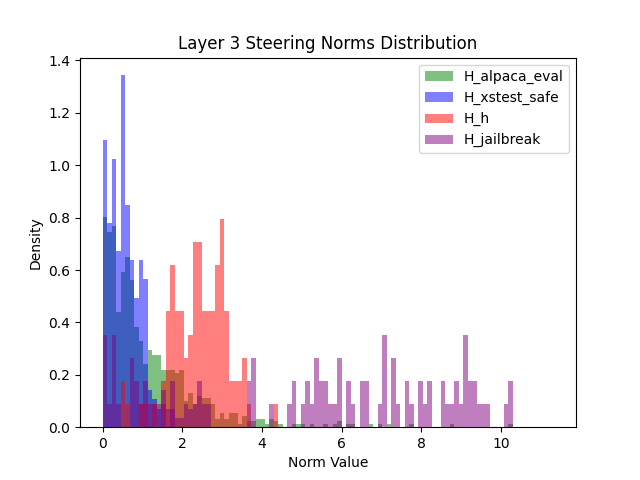 Layer 3 Steering Norms Distribution
1.4
1.2
1.0
0.8
0.6
0.4
0.2
0.0
Density
H_alpaca_eval
H_xstest_safe
H_h
H_jailbreak
0
2
4
6
8
10
Norm Value